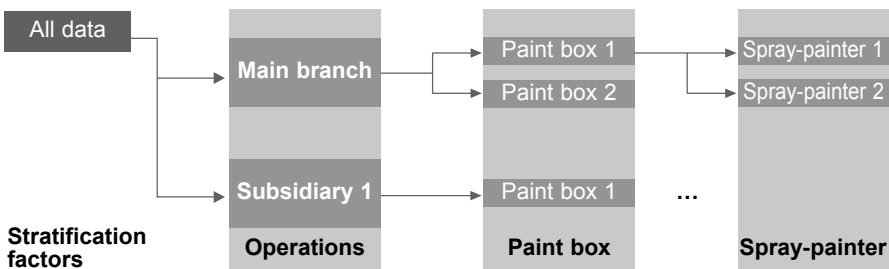 All data
Main branch
Paint box 1
Spray-painter 1
Paint box 2
Spray-painter 2
Subsidiary 1
Paint box 1
...
Stratification
factors
Operations
Paint box
Spray-painter